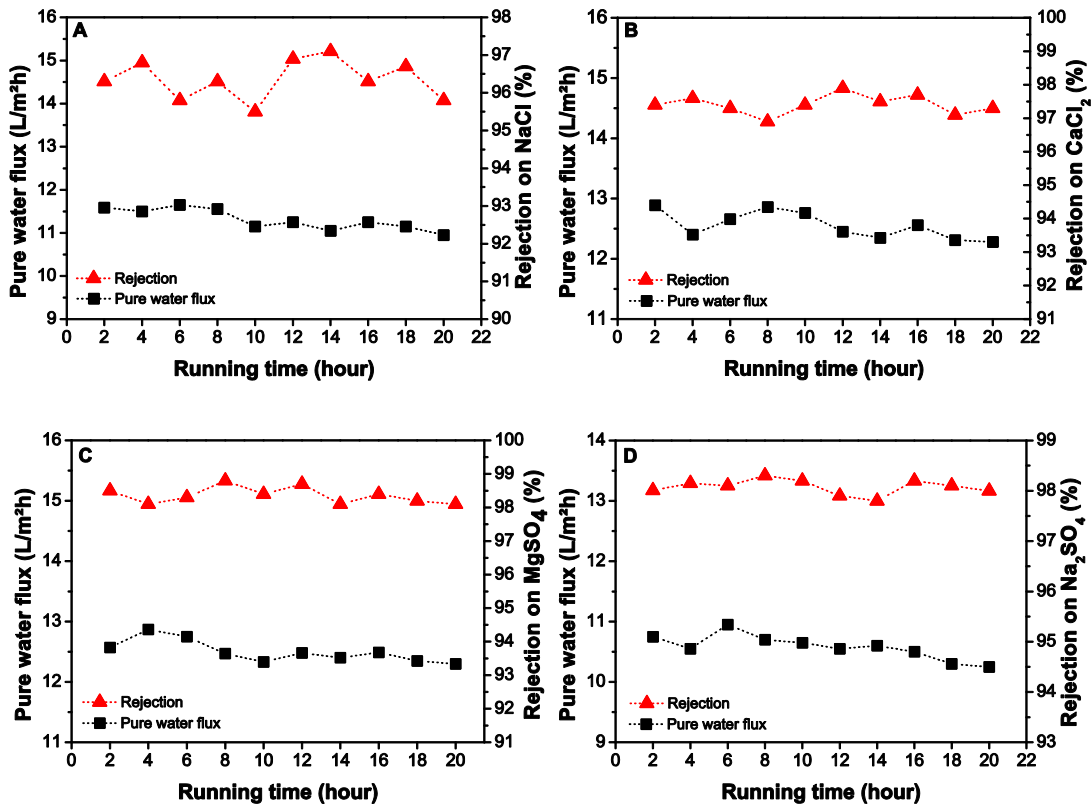 A
Pure water flux (L/m²h)
16
15
14
13
12
11
10
9
98
97
96
95
94
93
92
91
90
Rejection on NaCl (%)
Rejection
Pure water flux
0 2 4 6 8 10 12 14 16 18 20 22
Running time (hour)
B
Pure water flux (L/m²h)
16
15
14
13
12
11
100
99
98
97
96
95
94
93
92
91
Rejection on CaCl₂ (%)
Rejection
Pure water flux
0 2 4 6 8 10 12 14 16 18 20 22
Running time (hour)
C
Pure water flux (L/m²h)
16
15
14
13
12
11
100
99
98
97
96
95
94
93
92
91
Rejection on MgSO₄ (%)
Rejection
Pure water flux
0 2 4 6 8 10 12 14 16 18 20
Running time (hour)
D
Pure water flux (L/m²h)
14
13
12
11
10
9
99
98
97
96
95
94
93
Rejection on Na₂SO₄ (%)
Rejection
Pure water flux
0 2 4 6 8 10 12 14 16 18 20 22
Running time (hour)